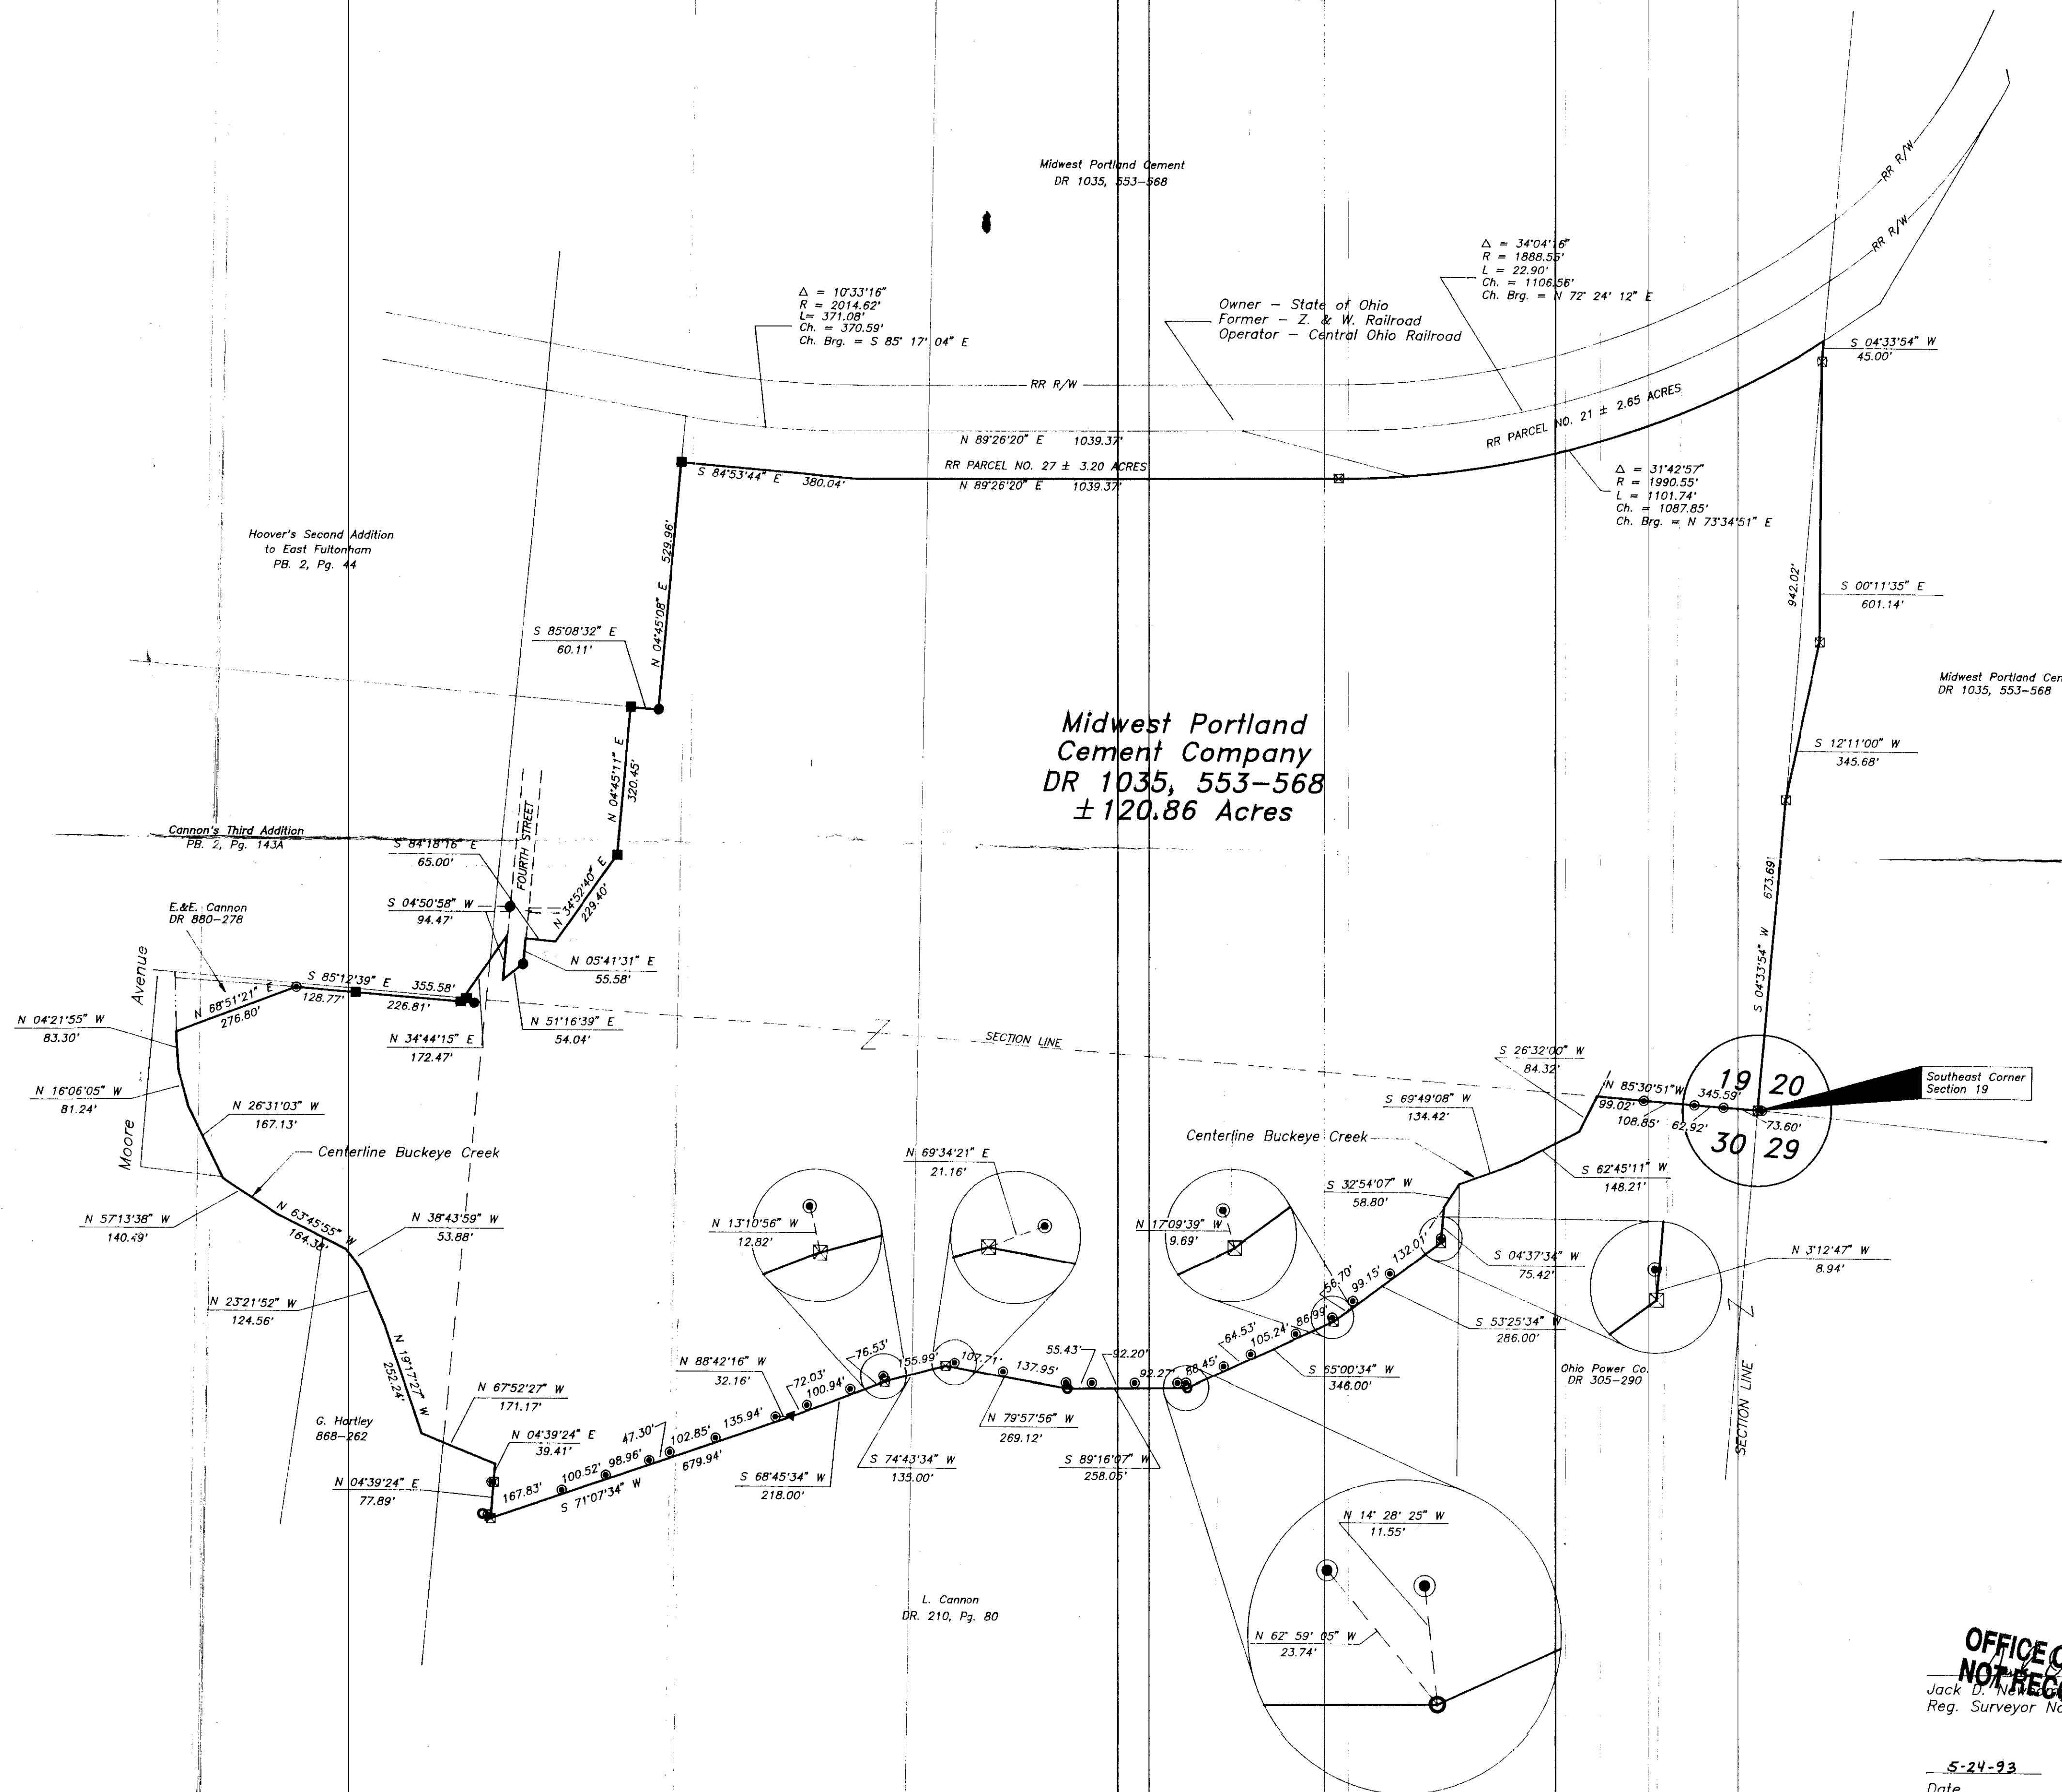 Midwest Portland Cement
DR 1035, 553-568
RR R/W
RR R/W
Δ = 34°04'16"
R = 1888.55'
L = 22.90'
Ch. = 1106.56'
Ch. Brg. = N 72° 24' 12" E
Δ = 10°33'16"
R = 2014.62'
L= 371.08'
Ch. = 370.59'
Ch. Brg. = S 85° 17' 04" E
Owner – State of Ohio
Former – Z. & W. Railroad
Operator – Central Ohio Railroad
S 04°33'54" W
45.00'
RR R/W
RR PARCEL NO. 21 ± 2.65 ACRES
N 89°26'20" E 1039.37'
RR PARCEL NO. 27 ± 3.20 ACRES
N 89°26'20" E 1039.37'
S 84°53'44" E 380.04'
Δ = 31°42'57"
R = 1990.55'
L = 1101.74'
Ch. = 1087.85'
Ch. Brg. = N 73°34'51" E
Hoover's Second Addition
to East Fultonham
PB. 2, Pg. 44
N 04°45'08" E 529.96'
942.02'
S 00°11'35" E
601.14'
S 85°08'32" E
60.11'
Midwest Portland Cem
DR 1035, 553-568
Midwest Portland
Cement Company
DR 1035, 553-568
±120.86 Acres
S 12°11'00" W
345.68'
N 04°45'11" E
320.45'
FOURTH STREET
Cannon's Third Addition
PB. 2, Pg. 143A
S 84°18'16" E
65.00'
N 34°52'40" E
229.40'
S 04°33'54" W 673.69'
E.&E. Cannon
DR 880-278
S 04°50'58" W
94.47'
N 05°41'31" E
55.58'
Moore Avenue
S 85°12'39" E 355.58'
128.77'
226.81'
N 68°51'21" E
276.80'
N 04°21'55" W
83.30'
N 51°16'39" E
54.04'
N 34°44'15" E
172.47'
SECTION LINE
S 26°32'00" W
84.32'
N 85°30'51" W
345.59'
99.02'
108.85'
62.92'
73.60'
19 20
30 29
Southeast Corner
Section 19
N 16°06'05" W
81.24'
N 26°31'03" W
167.13'
S 69°49'08" W
134.42'
Centerline Buckeye Creek
Centerline Buckeye Creek
N 69°34'21" E
21.16'
S 62°45'11" W
148.21'
S 32°54'07" W
58.80'
N 57°13'38" W
140.49'
N 63°45'55" W
164.38'
N 38°43'59" W
53.88'
N 13°10'56" W
12.82'
N 17°09'39" W
9.69'
132.01'
S 04°37'34" W
75.42'
N 3°12'47" W
8.94'
N 23°21'52" W
124.56'
56.70'
99.15'
S 53°25'34" W
286.00'
N 19°17'27" W
252.24'
N 88°42'16" W
32.16'
72.03'
100.94'
76.53'
155.99'
107.71'
137.95'
55.43'
92.20'
92.27'
88.45'
64.53'
105.24'
86.99'
S 65°00'34" W
346.00'
Ohio Power Co.
DR 305-290
N 67°52'27" W
171.17'
G. Hartley
868-262
N 04°39'24" E
39.41'
N 04°39'24" E
77.89'
167.83'
100.52'
98.96'
47.30'
102.85'
135.94'
679.94'
S 71°07'34" W
S 68°45'34" W
218.00'
S 74°43'34" W
135.00'
N 79°57'56" W
269.12'
S 89°16'07" W
258.05'
SECTION LINE
N 14° 28' 25" W
11.55'
N 62° 59' 05" W
23.74'
L. Cannon
DR. 210, Pg. 80
OFFICE
NOT REC
Jack D.
Reg. Surveyor No
5-24-93
Date